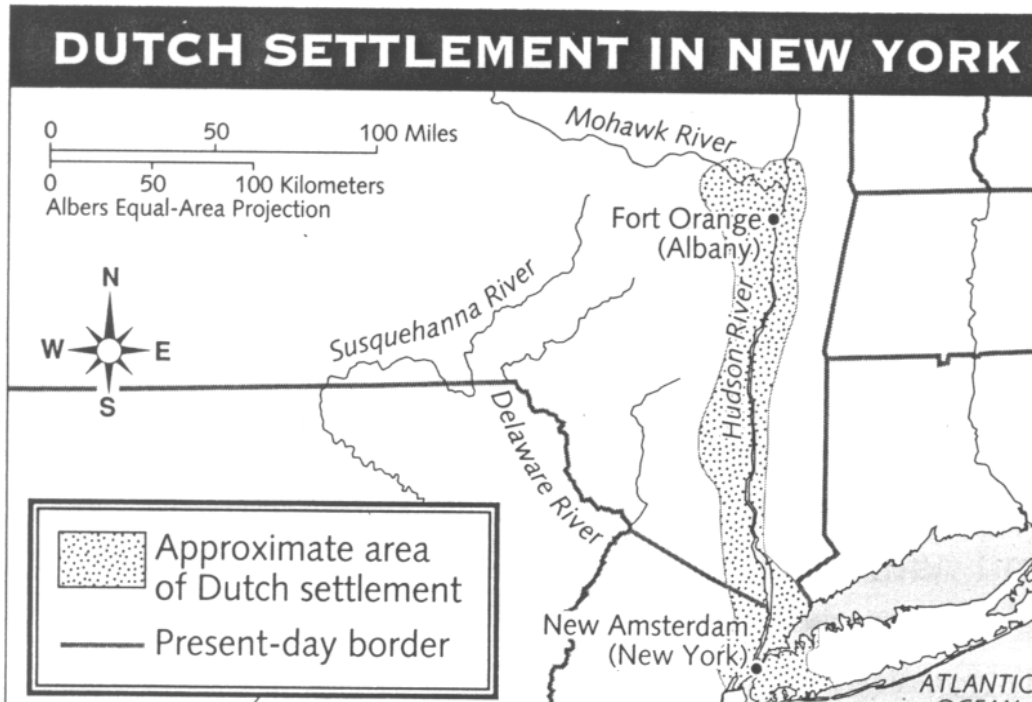 DUTCH SETTLEMENT IN NEW YORK
0 50 100 Miles
0 50 100 Kilometers
Albers Equal-Area Projection
Mohawk River
Fort Orange
(Albany)
Susquehanna River
N
W E
S
Hudson River
Delaware River
Approximate area
of Dutch settlement
Present-day border
New Amsterdam
(New York)
ATLANTIC
OCEAN